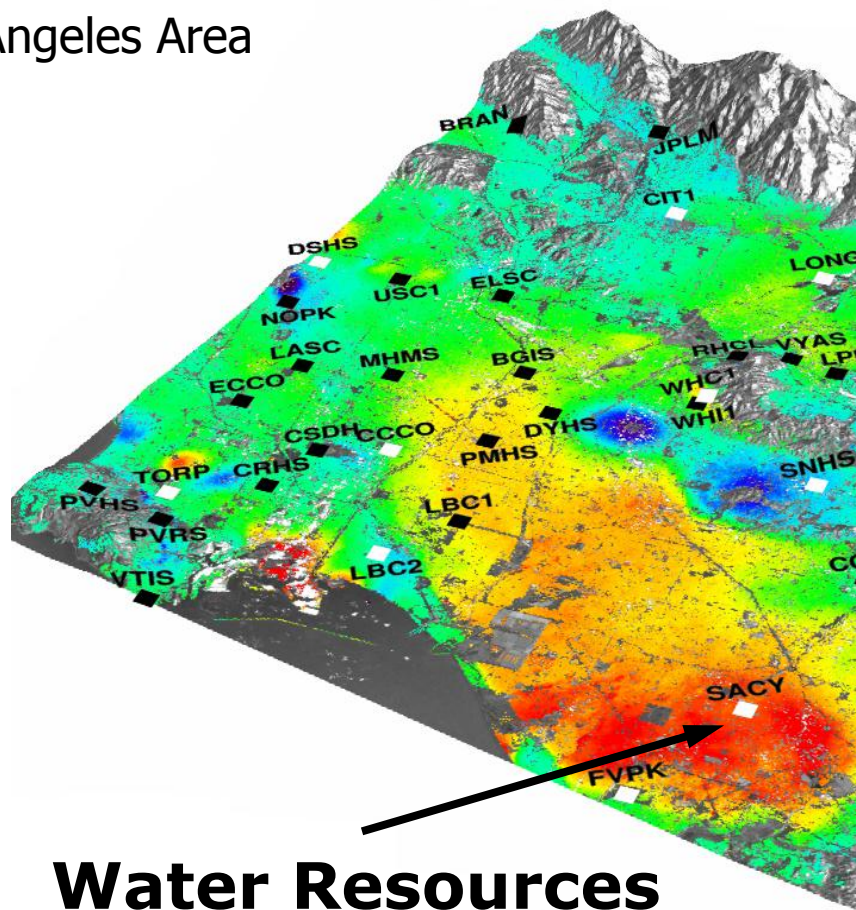 Angeles Area
BRAN
JPLM
CIT1
DSHS
LONG
USC1
ELSC
NOPK
LASC
MHMS
BGIS
RHCL
VYAS
ECCO
WHC1
CSDH
CCCO
DYHS
WHI1
PMHS
TORP
CRHS
SNHS
PVHS
LBC1
PVRS
VTIS
LBC2
SACY
FVPK
Water Resources